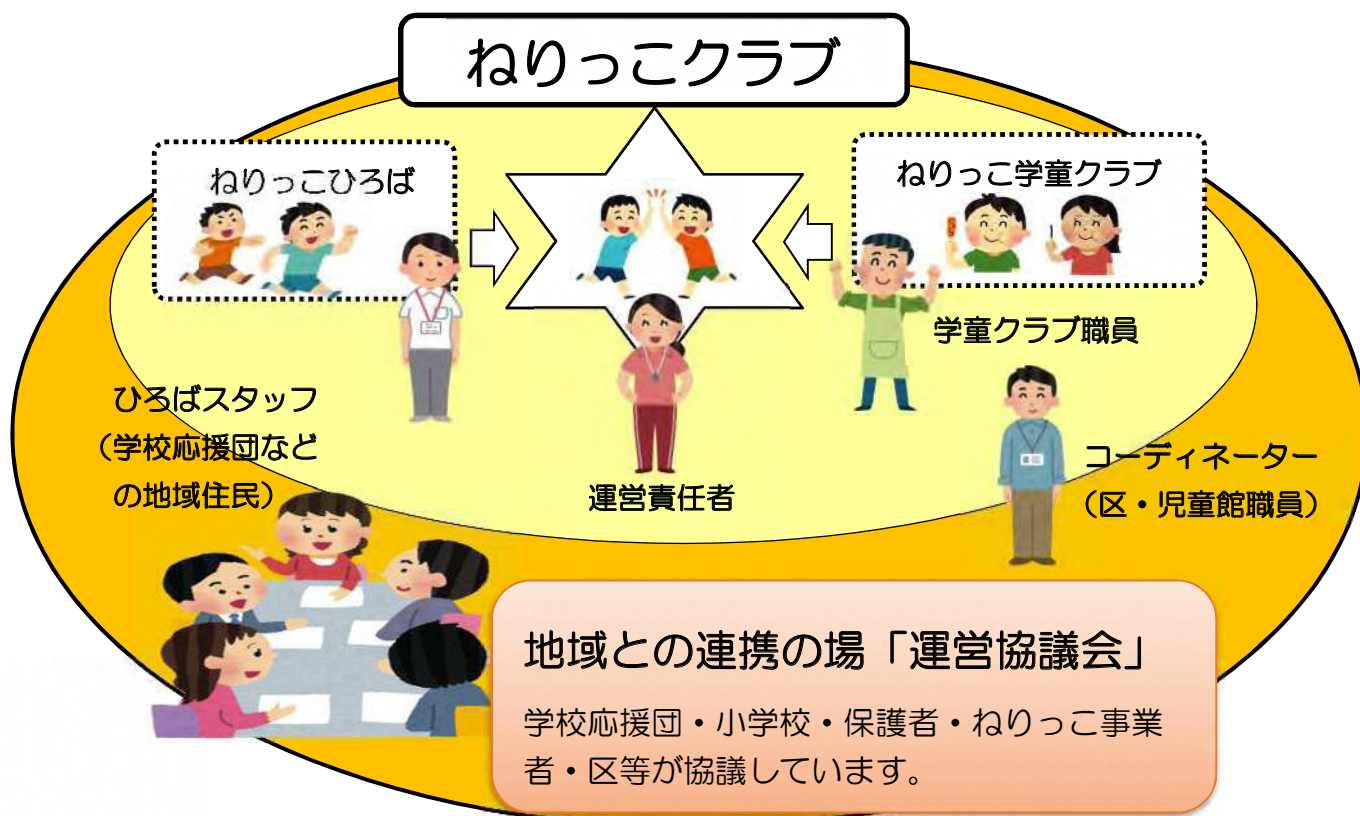 ねりっこクラブ
ねりっこひろば
ねりっこ学童クラブ
学童クラブ職員
ひろばスタッフ
（学校応援団など
の地域住民）
運営責任者
コーディネーター
（区・児童館職員）
地域との連携の場「運営協議会」
学校応援団・小学校・保護者・ねりっこ事業
者・区等が協議しています。